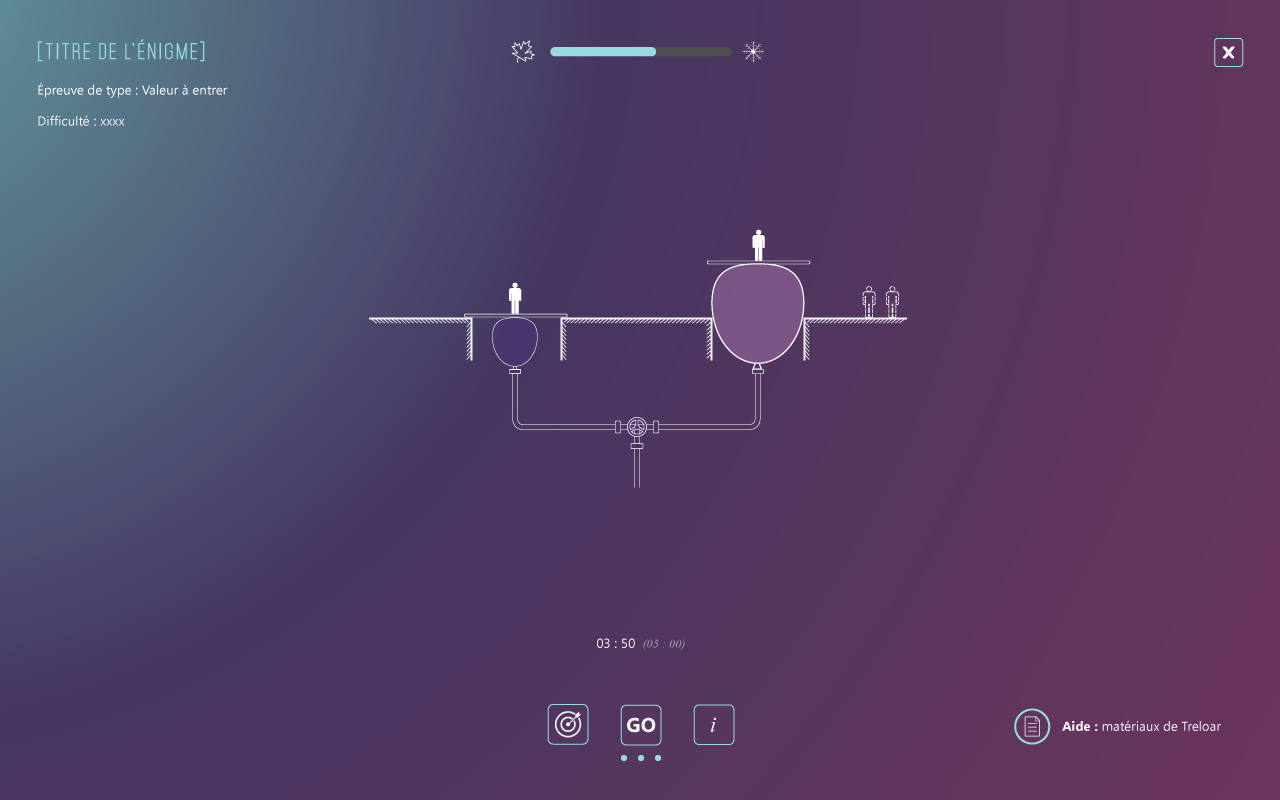 [TITRE DE L'ÉNIGME]
Épreuve de type : Valeur à entrer
Difficulté : xxxx
X
03 : 50 (05 : 00)
GO
i
Aide : matériaux de Treloar